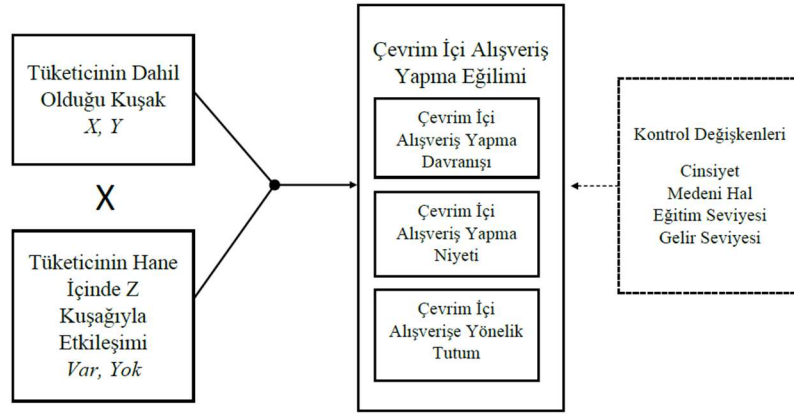 Tüketicinin Dahil
Olduğu Kuşak
X, Y
X
Tüketicinin Hane
İçinde Z
Kuşağıyla
Etkileşimi
Var, Yok
Çevrim İçi Alışveriş
Yapma Eğilimi
Çevrim İçi
Alışveriş Yapma
Davranışı
Çevrim İçi
Alışveriş Yapma
Niyeti
Çevrim İçi
Alışverişe Yönelik
Tutum
Kontrol Değişkenleri
Cinsiyet
Medeni Hal
Eğitim Seviyesi
Gelir Seviyesi